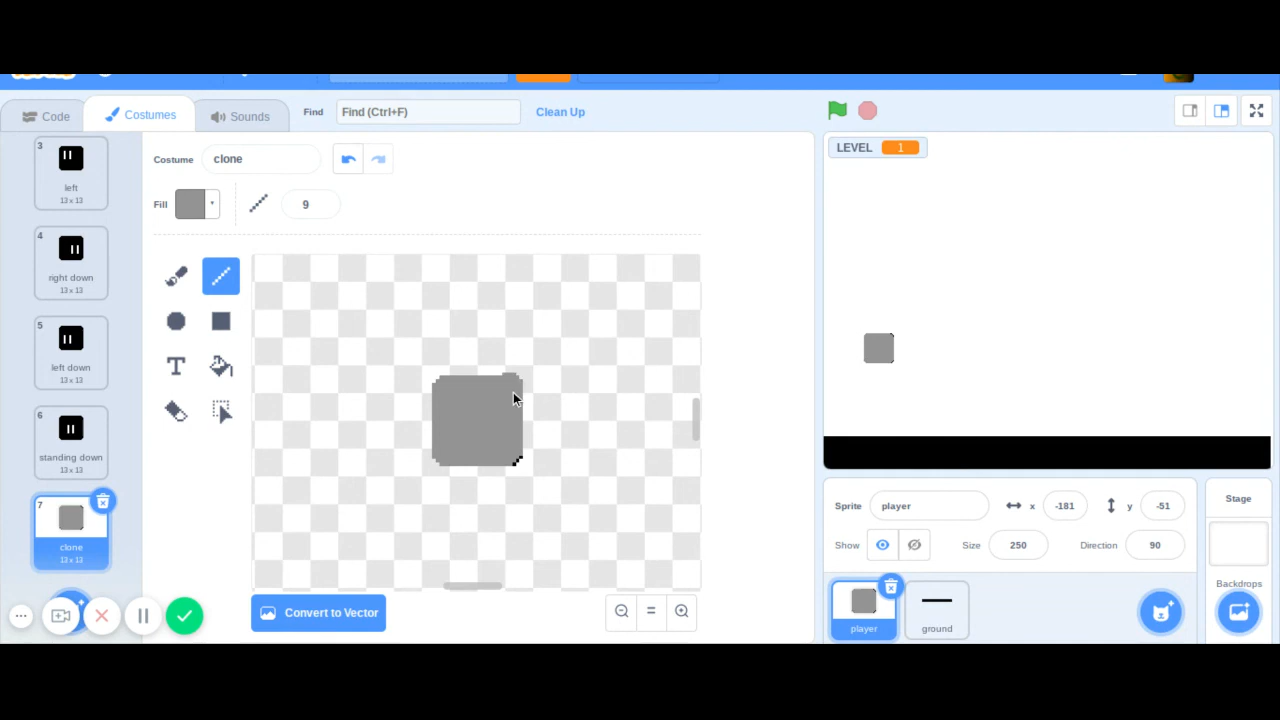 Code
Costumes
Sounds
Find
Find (Ctrl+F)
Clean Up
3
left
13 x 13
4
right down
13 x 13
5
left down
13 x 13
6
standing down
13 x 13
7
clone
13 x 13
Costume
clone
Fill
9
T
Convert to Vector
LEVEL 1
Sprite
player
x
-181
y
-51
Show
Size
250
Direction
90
player
ground
Stage
Backdrops